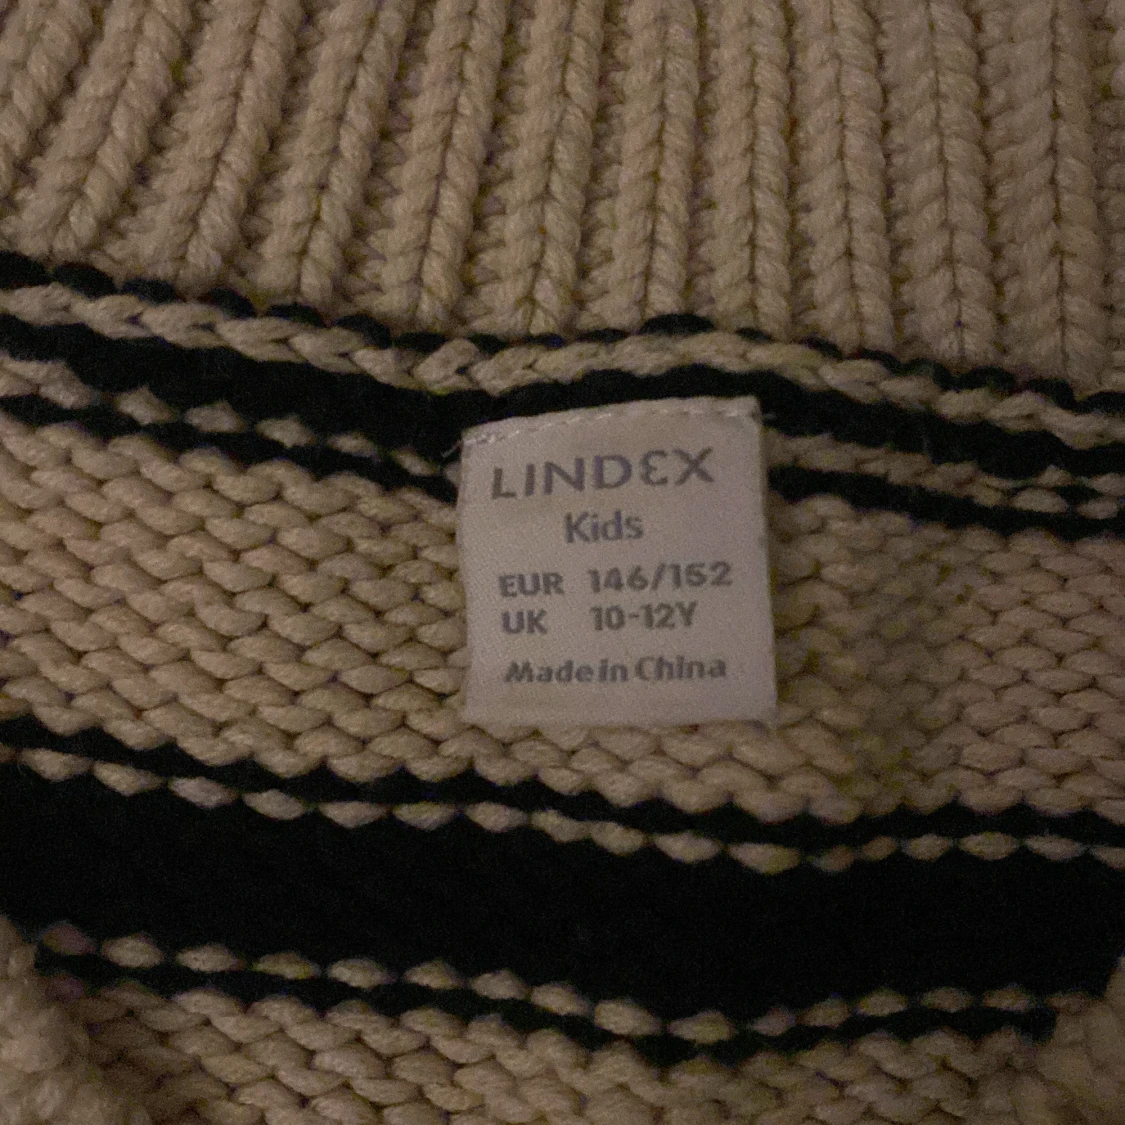 LINDEX
Kids
EUR 146/152
UK 10-12Y
Made in China